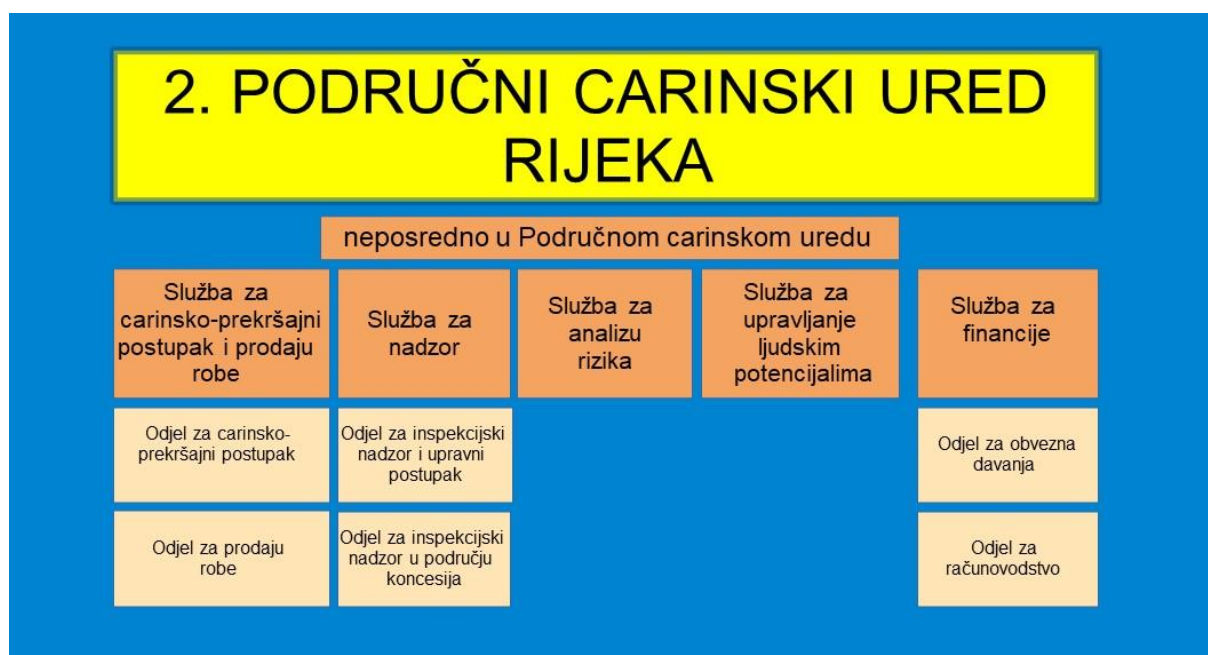 2. PODRUČNI CARINSKI URED
RIJEKA
neposredno u Područnom carinskom uredu
Služba za
carinsko-prekršajni
postupak i prodaju
robe
Služba za
nadzor
Služba za
analizu
rizika
Služba za
upravljanje
ljudskim
potencijalima
Služba za
financije
Odjel za carinsko-
prekršajni postupak
Odjel za inspekcijski
nadzor i upravni
postupak
Odjel za obvezna
davanja
Odjel za prodaju
robe
Odjel za inspekcijski
nadzor u području
koncesija
Odjel za
računovodstvo